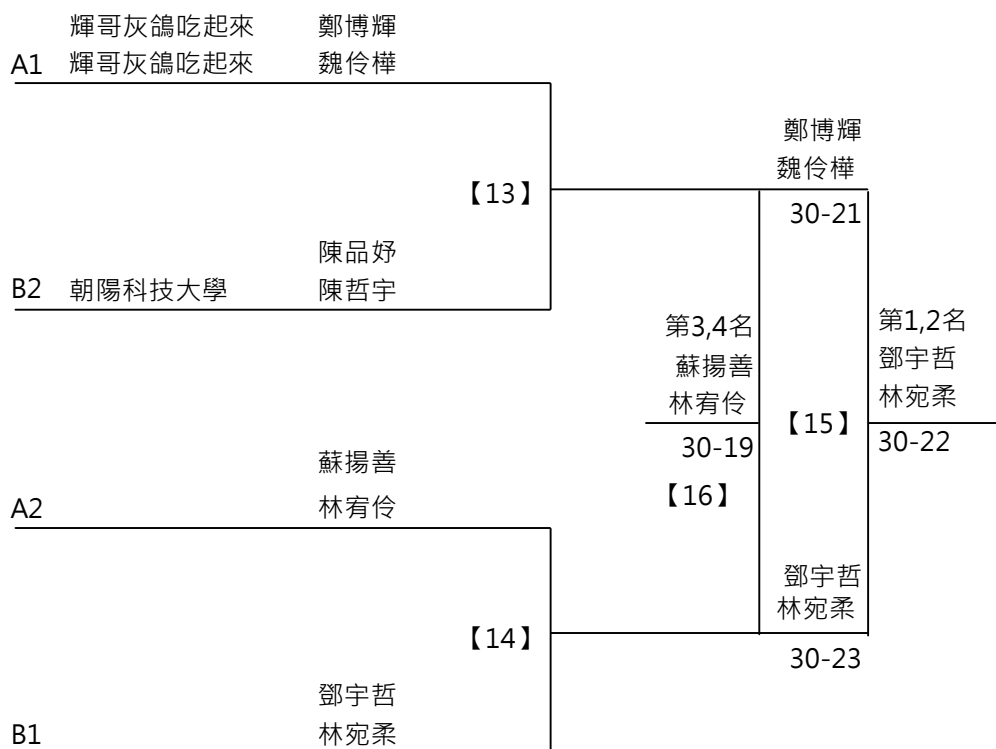 輝哥灰鴿吃起來 鄭博輝
A1 輝哥灰鴿吃起來 魏伶樺
鄭博輝
魏伶樺
【13】
30-21
陳品妤
B2 朝陽科技大學 陳哲宇
第3,4名
蘇揚善
林宥伶
30-19
【16】
【15】
第1,2名
鄧宇哲
林宛柔
30-22
蘇揚善
A2 林宥伶
鄧宇哲
林宛柔
【14】
30-23
鄧宇哲
B1 林宛柔